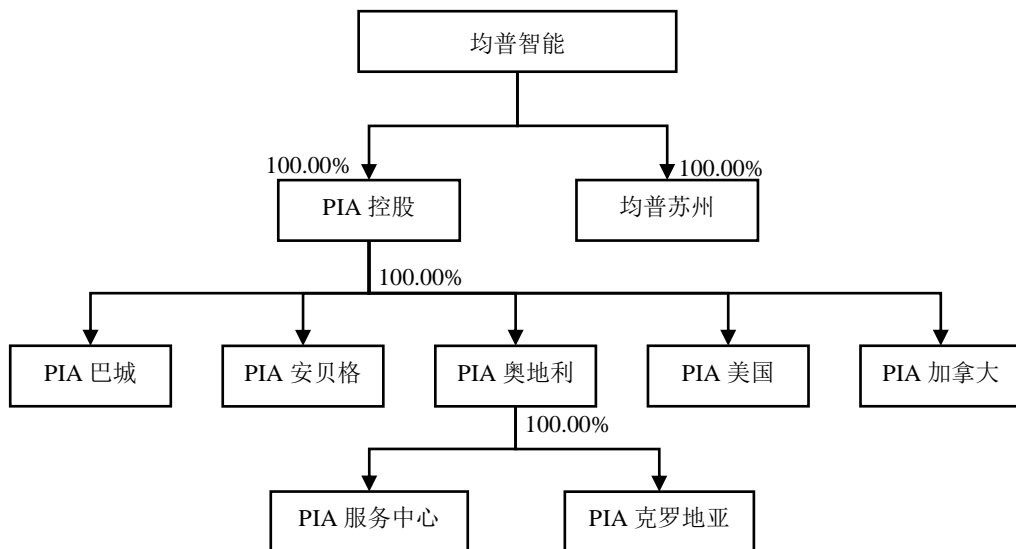 均普智能
100.00%
100.00%
PIA 控股
均普苏州
100.00%
PIA 巴城
PIA 安贝格
PIA 奥地利
PIA 美国
PIA 加拿大
100.00%
PIA 服务中心
PIA 克罗地亚